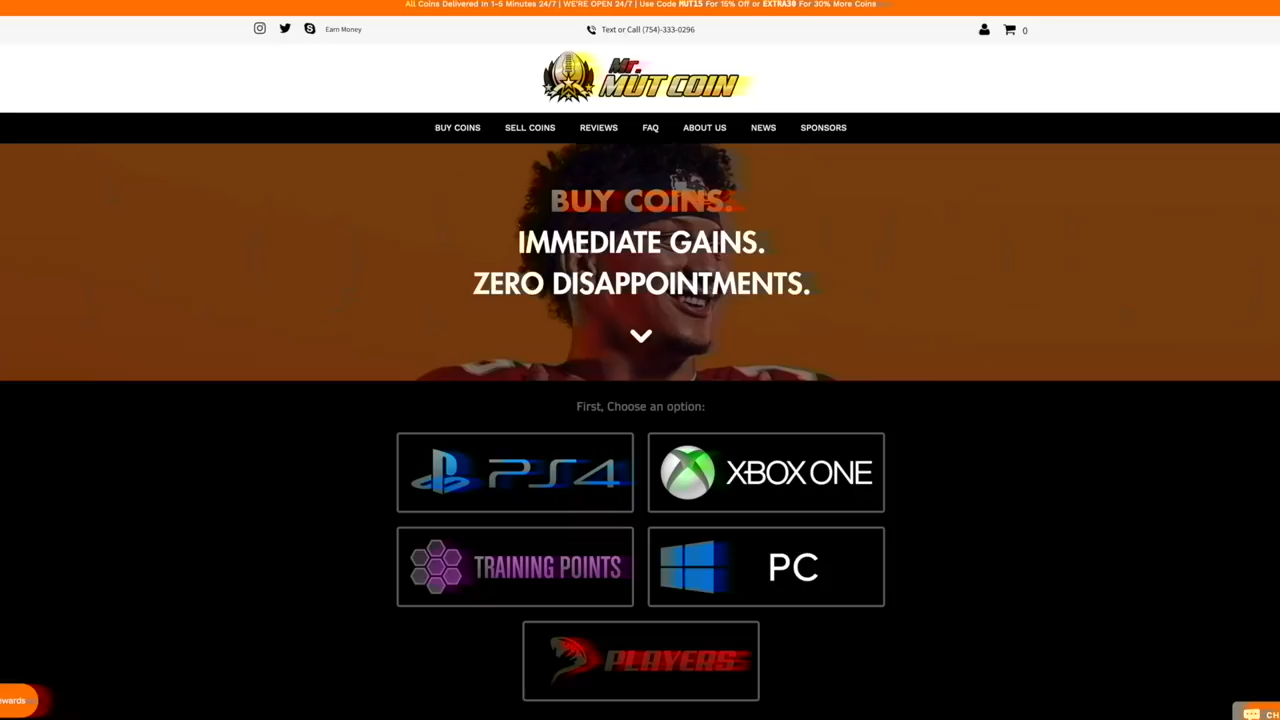 All Coins Delivered In 1-5 Minutes 24/7 | WE'RE OPEN 24/7 | Use Code MUT15 For 15% Off or EXTRA30 For 30% More Coins
Earn Money
Text or Call (754)-333-0296
0
Mr.
MUT COIN
BUY COINS SELL COINS REVIEWS FAQ ABOUT US NEWS SPONSORS
BUY COINS.
IMMEDIATE GAINS.
ZERO DISAPPOINTMENTS.
First, Choose an option:
PS4
XBOX ONE
TRAINING POINTS
PC
PLAYERS
ewards
CH